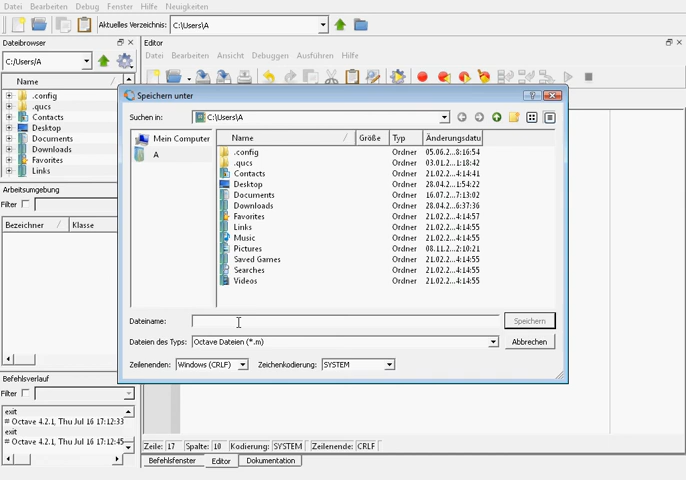 Datei Bearbeiten Debug Fenster Hilfe Neuigkeiten
Aktuelles Verzeichnis: C:\Users\A
Dateibrowser
C:/Users/A
Name
.config
.qucs
Contacts
Desktop
Documents
Downloads
Favorites
Links
Arbeitsumgebung
Filter
Bezeichner Klasse
Befehlsverlauf
Filter
exit
# Octave 4.2.1, Thu Jul 16 17:12:33
exit
# Octave 4.2.1, Thu Jul 16 17:12:45
Editor
Datei Bearbeiten Ansicht Debuggen Ausführen Hilfe
Speichern unter
Suchen in: C:\Users\A
Mein Computer
A
Name Größe Typ Änderungsdatu
.config Ordner 05.06.2...8:16:54
.qucs Ordner 03.01.2...1:18:42
Contacts Ordner 21.02.2...4:14:41
Desktop Ordner 28.04.2...1:54:22
Documents Ordner 16.07.2...7:13:02
Downloads Ordner 28.04.2...6:37:36
Favorites Ordner 21.02.2...4:14:57
Links Ordner 21.02.2...4:14:55
Music Ordner 21.02.2...4:14:55
Pictures Ordner 08.11.2...2:10:21
Saved Games Ordner 21.02.2...4:14:55
Searches Ordner 21.02.2...4:14:55
Videos Ordner 21.02.2...4:14:55
Dateiname: Speichern
Dateien des Typs: Octave Dateien (*.m) Abbrechen
Zeilenenden: Windows (CRLF) Zeichenkodierung: SYSTEM
Zeile: 17 Spalte: 10 Kodierung: SYSTEM Zeilenende: CRLF
Befehlsfenster Editor Dokumentation